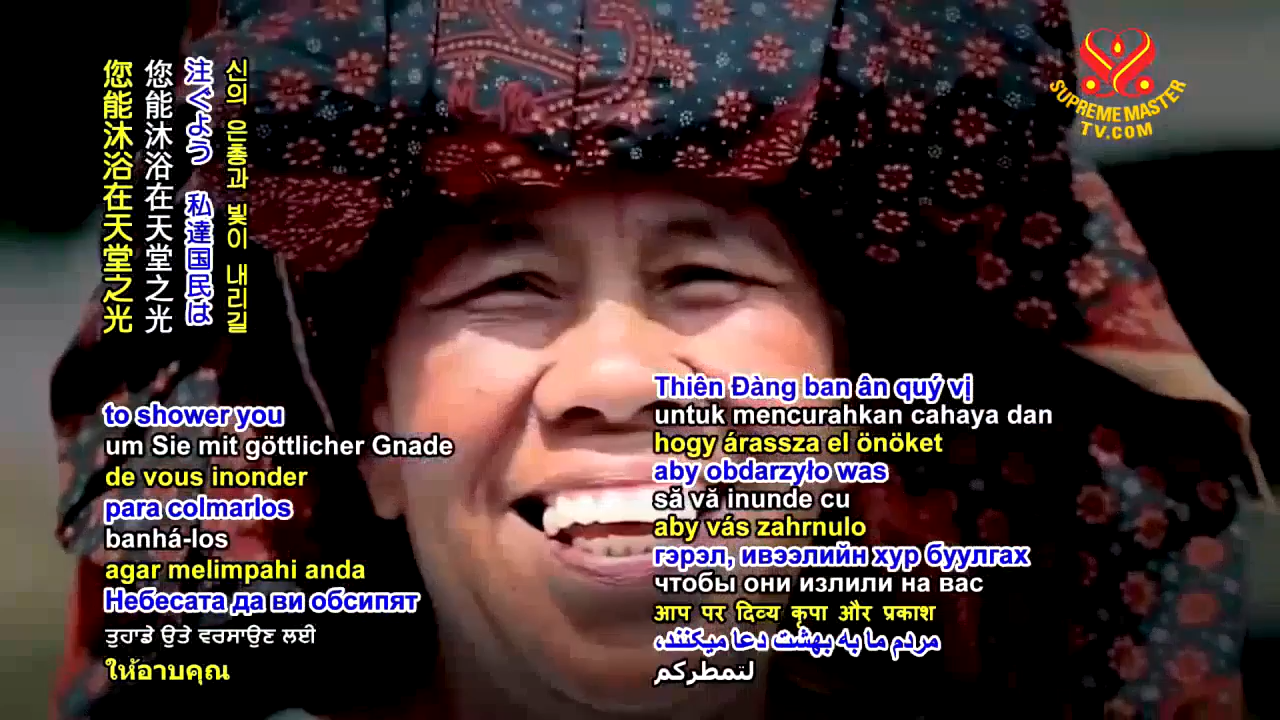 您能沐浴在天堂之光
您能沐浴在天堂之光
注ぐよう　私達国民は
신의 은총과 빛이 내리길
SUPREME MASTER
TV.COM
to shower you
um Sie mit göttlicher Gnade
de vous inonder
para colmarlos
banhá-los
agar melimpahi anda
Небесата да ви обсипят
ਤੁਹਾਡੇ ਉਤੇ ਵਰਸਾਉਣ ਲਈ
ให้อาบคุณ
Thiên Đàng ban ân quý vị
untuk mencurahkan cahaya dan
hogy árassza el önöket
aby obdarzyło was
să vă inunde cu
aby vás zahrnulo
гэрэл, ивээлийн хур буулгах
чтобы они излили на вас
आप पर दिव्य कृपा और प्रकाश
مردم ما به بهشت دعا میکنند،
لتمطركم